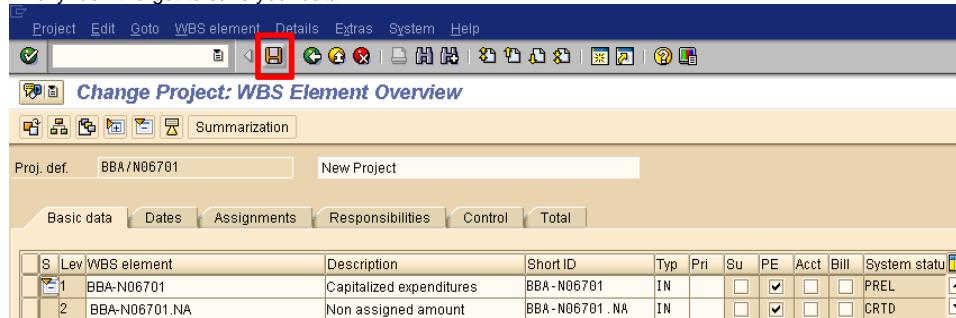 Project Edit Goto WBS element Details Extras System Help
Change Project: WBS Element Overview
Summarization
Proj. def. BBA/N06701 New Project
Basic data Dates Assignments Responsibilities Control Total
S Lev WBS element Description Short ID Typ Pri Su PE Acct Bill System statu
1 BBA-N06701 Capitalized expenditures BBA-N06701 IN PREL
2 BBA-N06701.NA Non assigned amount BBA-N06701.NA IN CRTD